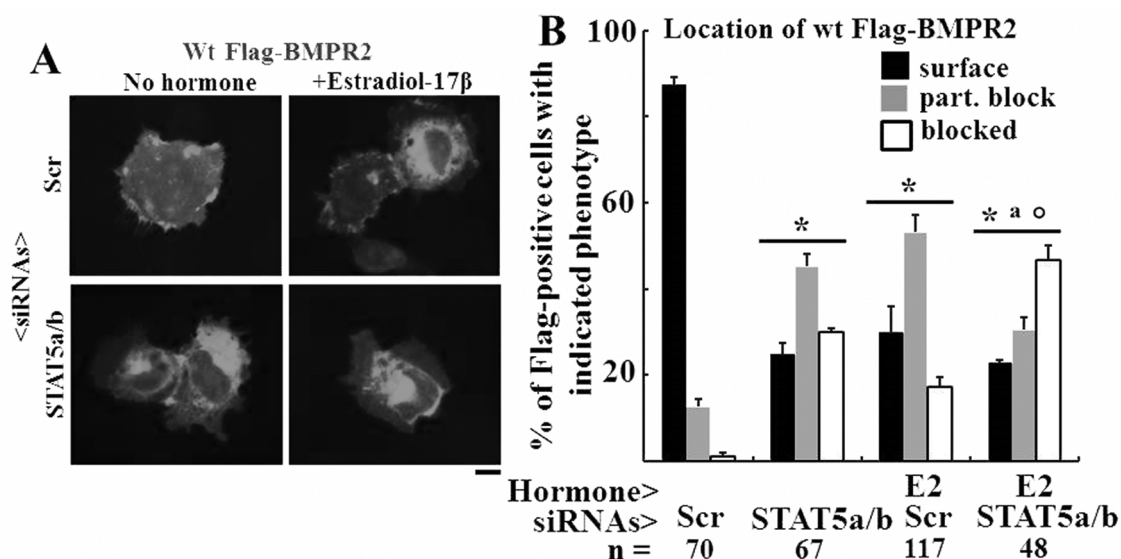 A
Wt Flag-BMPR2
No hormone
+Estradiol-17β
<siRNAs>
Scr
STAT5a/b
B
Location of wt Flag-BMPR2
surface
part. block
blocked
% of Flag-positive cells with
indicated phenotype
100
60
20
*
*
* a o
Hormone> E2 E2
siRNAs> Scr STAT5a/b Scr STAT5a/b
n = 70 67 117 48